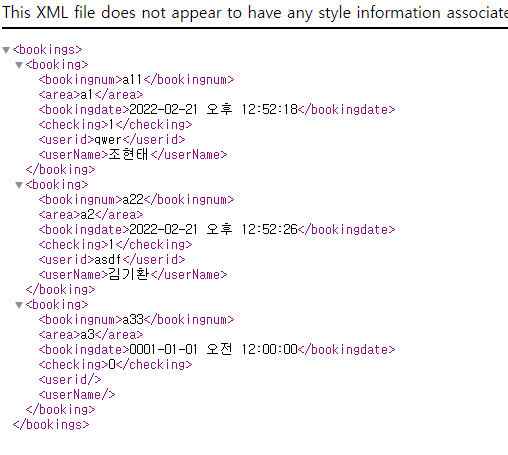 This XML file does not appear to have any style information associate
<bookings>
<booking>
<bookingnum>a11</bookingnum>
<area>a1</area>
<bookingdate>2022-02-21 오후 12:52:18</bookingdate>
<checking>1</checking>
<userid>qwer</userid>
<userName>조현태</userName>
</booking>
<booking>
<bookingnum>a22</bookingnum>
<area>a2</area>
<bookingdate>2022-02-21 오후 12:52:26</bookingdate>
<checking>1</checking>
<userid>asdf</userid>
<userName>김기환</userName>
</booking>
<booking>
<bookingnum>a33</bookingnum>
<area>a3</area>
<bookingdate>0001-01-01 오전 12:00:00</bookingdate>
<checking>0</checking>
<userid/>
<userName/>
</booking>
</bookings>